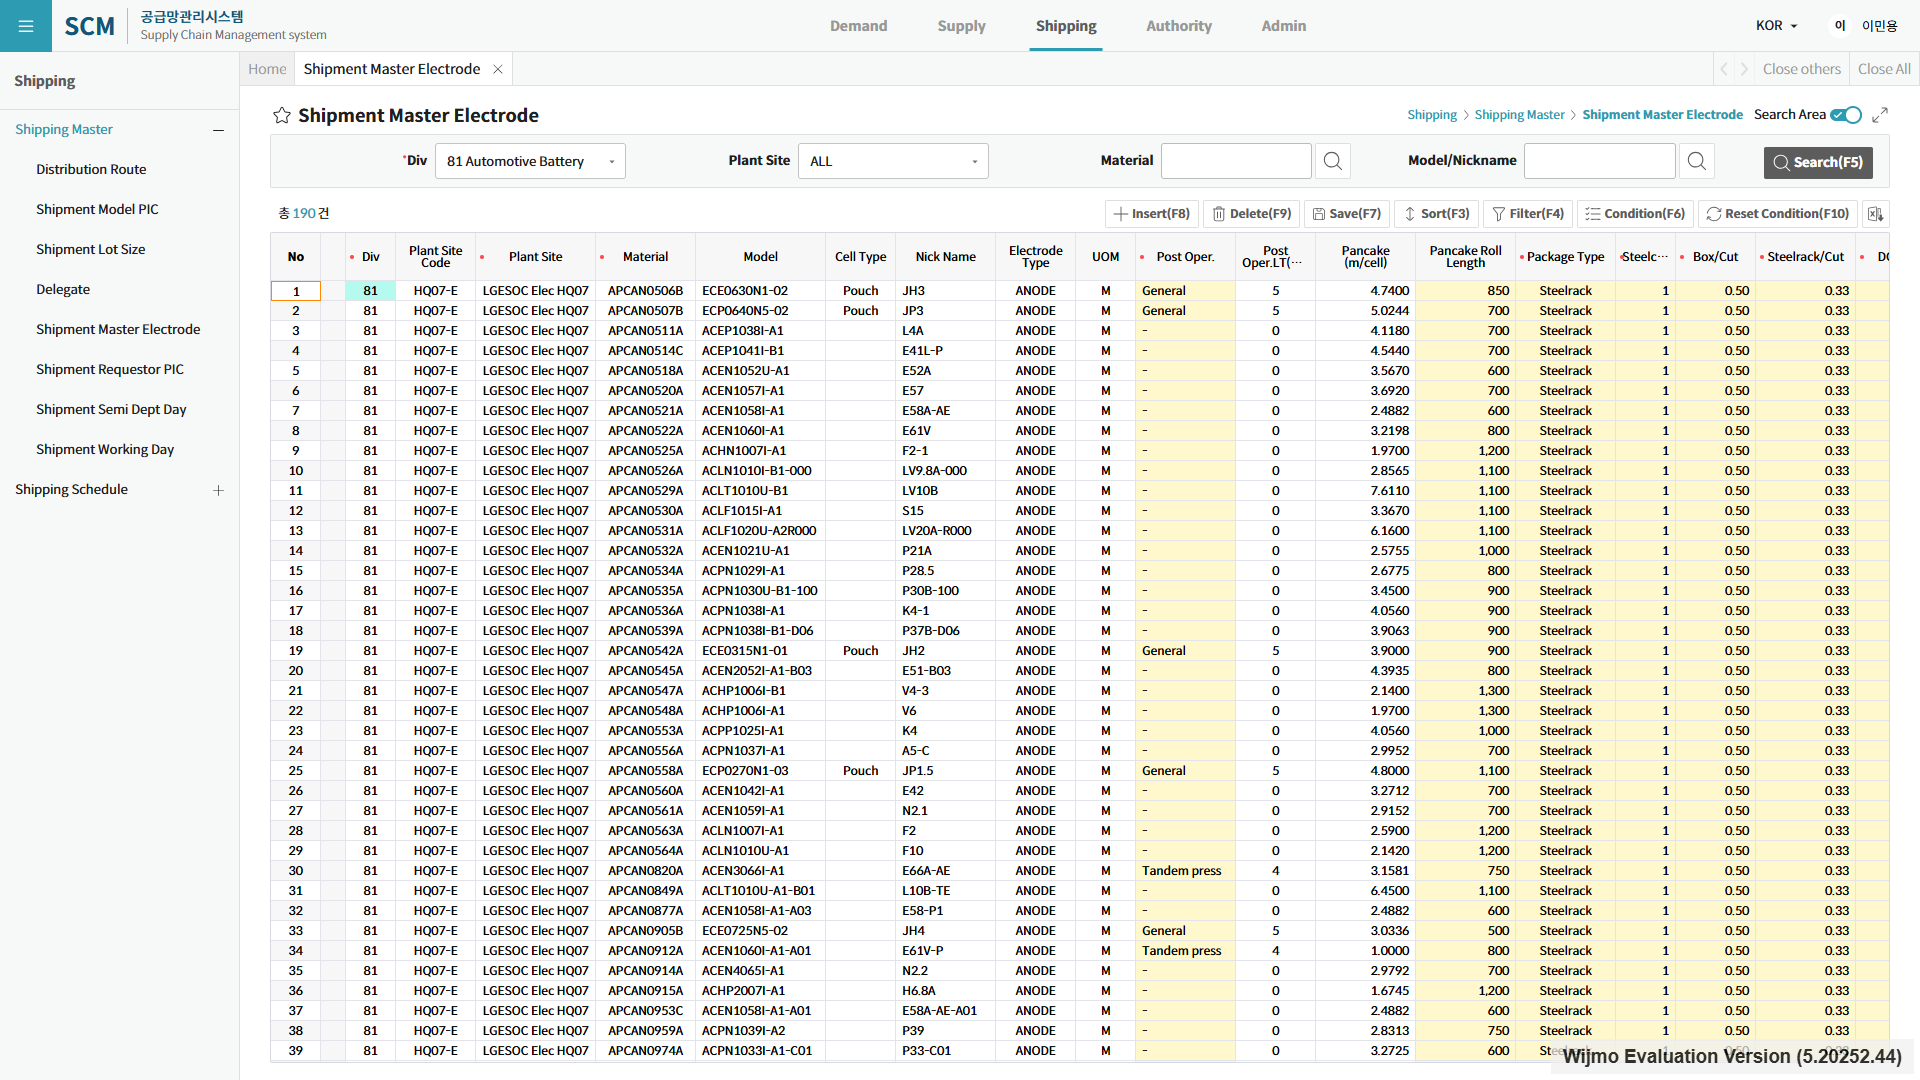 SCM 공급망관리시스템 Supply Chain Management system
Demand Supply Shipping Authority Admin
KOR 이 이민용
Shipping
Home Shipment Master Electrode Close others Close All
Shipping Master
Distribution Route
Shipment Model PIC
Shipment Lot Size
Delegate
Shipment Master Electrode
Shipment Requestor PIC
Shipment Semi Dept Day
Shipment Working Day
Shipping Schedule
Shipment Master Electrode
Shipping > Shipping Master > Shipment Master Electrode Search Area
*Div 81 Automotive Battery Plant Site ALL Material Model/Nickname Search(F5)
총 190 건 Insert(F8) Delete(F9) Save(F7) Sort(F3) Filter(F4) Condition(F6) Reset Condition(F10)
No Div Plant Site Code Plant Site Material Model Cell Type Nick Name Electrode Type UOM Post Oper. Post Oper.LT(··· Pancake (m/cell) Pancake Roll Length Package Type Steelc··· Box/Cut Steelrack/Cut DO
1 81 HQ07-E LGESOC Elec HQ07 APCAN0506B ECE0630N1-02 Pouch JH3 ANODE M General 5 4.7400 850 Steelrack 1 0.50 0.33
2 81 HQ07-E LGESOC Elec HQ07 APCAN0507B ECP0640N5-02 Pouch JP3 ANODE M General 5 5.0244 700 Steelrack 1 0.50 0.33
3 81 HQ07-E LGESOC Elec HQ07 APCAN0511A ACEP1038I-A1 L4A ANODE M - 0 4.1180 700 Steelrack 1 0.50 0.33
4 81 HQ07-E LGESOC Elec HQ07 APCAN0514C ACEP1041I-B1 E41L-P ANODE M - 0 4.5440 700 Steelrack 1 0.50 0.33
5 81 HQ07-E LGESOC Elec HQ07 APCAN0518A ACEN1052U-A1 E52A ANODE M - 0 3.5670 600 Steelrack 1 0.50 0.33
6 81 HQ07-E LGESOC Elec HQ07 APCAN0520A ACEN1057I-A1 E57 ANODE M - 0 3.6920 700 Steelrack 1 0.50 0.33
7 81 HQ07-E LGESOC Elec HQ07 APCAN0521A ACEN1058I-A1 E58A-AE ANODE M - 0 2.4882 600 Steelrack 1 0.50 0.33
8 81 HQ07-E LGESOC Elec HQ07 APCAN0522A ACEN1060I-A1 E61V ANODE M - 0 3.2198 800 Steelrack 1 0.50 0.33
9 81 HQ07-E LGESOC Elec HQ07 APCAN0525A ACHN1007I-A1 F2-1 ANODE M - 0 1.9700 1,200 Steelrack 1 0.50 0.33
10 81 HQ07-E LGESOC Elec HQ07 APCAN0526A ACLN1010I-B1-000 LV9.8A-000 ANODE M - 0 2.8565 1,100 Steelrack 1 0.50 0.33
11 81 HQ07-E LGESOC Elec HQ07 APCAN0529A ACLT1010U-B1 LV10B ANODE M - 0 7.6110 1,100 Steelrack 1 0.50 0.33
12 81 HQ07-E LGESOC Elec HQ07 APCAN0530A ACLF1015I-A1 S15 ANODE M - 0 3.3670 1,100 Steelrack 1 0.50 0.33
13 81 HQ07-E LGESOC Elec HQ07 APCAN0531A ACLF1020U-A2R000 LV20A-R000 ANODE M - 0 6.1600 1,100 Steelrack 1 0.50 0.33
14 81 HQ07-E LGESOC Elec HQ07 APCAN0532A ACEN1021U-A1 P21A ANODE M - 0 2.5755 1,000 Steelrack 1 0.50 0.33
15 81 HQ07-E LGESOC Elec HQ07 APCAN0534A ACPN1029I-A1 P28.5 ANODE M - 0 2.6775 800 Steelrack 1 0.50 0.33
16 81 HQ07-E LGESOC Elec HQ07 APCAN0535A ACPN1030U-B1-100 P30B-100 ANODE M - 0 3.4500 900 Steelrack 1 0.50 0.33
17 81 HQ07-E LGESOC Elec HQ07 APCAN0536A ACPN1038I-A1 K4-1 ANODE M - 0 4.0560 900 Steelrack 1 0.50 0.33
18 81 HQ07-E LGESOC Elec HQ07 APCAN0539A ACPN1038I-B1-D06 P37B-D06 ANODE M - 0 3.9063 900 Steelrack 1 0.50 0.33
19 81 HQ07-E LGESOC Elec HQ07 APCAN0542A ECE0315N1-01 Pouch JH2 ANODE M General 5 3.9000 900 Steelrack 1 0.50 0.33
20 81 HQ07-E LGESOC Elec HQ07 APCAN0545A ACEN2052I-A1-B03 E51-B03 ANODE M - 0 4.3935 800 Steelrack 1 0.50 0.33
21 81 HQ07-E LGESOC Elec HQ07 APCAN0547A ACHP1006I-B1 V4-3 ANODE M - 0 2.1400 1,300 Steelrack 1 0.50 0.33
22 81 HQ07-E LGESOC Elec HQ07 APCAN0548A ACHP1006I-A1 V6 ANODE M - 0 1.9700 1,300 Steelrack 1 0.50 0.33
23 81 HQ07-E LGESOC Elec HQ07 APCAN0553A ACPP1025I-A1 K4 ANODE M - 0 4.0560 1,000 Steelrack 1 0.50 0.33
24 81 HQ07-E LGESOC Elec HQ07 APCAN0556A ACPN1037I-A1 A5-C ANODE M - 0 2.9952 700 Steelrack 1 0.50 0.33
25 81 HQ07-E LGESOC Elec HQ07 APCAN0558A ECP0270N1-03 Pouch JP1.5 ANODE M General 5 4.8000 1,100 Steelrack 1 0.50 0.33
26 81 HQ07-E LGESOC Elec HQ07 APCAN0560A ACEN1042I-A1 E42 ANODE M - 0 3.2712 700 Steelrack 1 0.50 0.33
27 81 HQ07-E LGESOC Elec HQ07 APCAN0561A ACEN1059I-A1 N2.1 ANODE M - 0 2.9152 700 Steelrack 1 0.50 0.33
28 81 HQ07-E LGESOC Elec HQ07 APCAN0563A ACLN1007I-A1 F2 ANODE M - 0 2.5900 1,200 Steelrack 1 0.50 0.33
29 81 HQ07-E LGESOC Elec HQ07 APCAN0564A ACLN1010U-A1 F10 ANODE M - 0 2.1420 1,200 Steelrack 1 0.50 0.33
30 81 HQ07-E LGESOC Elec HQ07 APCAN0820A ACEN3066I-A1 E66A-AE ANODE M Tandem press 4 3.1581 750 Steelrack 1 0.50 0.33
31 81 HQ07-E LGESOC Elec HQ07 APCAN0849A ACLT1010U-A1-B01 L10B-TE ANODE M - 0 6.4500 1,100 Steelrack 1 0.50 0.33
32 81 HQ07-E LGESOC Elec HQ07 APCAN0877A ACEN1058I-A1-A03 E58-P1 ANODE M - 0 2.4882 600 Steelrack 1 0.50 0.33
33 81 HQ07-E LGESOC Elec HQ07 APCAN0905B ECE0725N5-02 JH4 ANODE M General 5 3.0336 500 Steelrack 1 0.50 0.33
34 81 HQ07-E LGESOC Elec HQ07 APCAN0912A ACEN1060I-A1-A01 E61V-P ANODE M Tandem press 4 1.0000 800 Steelrack 1 0.50 0.33
35 81 HQ07-E LGESOC Elec HQ07 APCAN0914A ACEN4065I-A1 N2.2 ANODE M - 0 2.9792 700 Steelrack 1 0.50 0.33
36 81 HQ07-E LGESOC Elec HQ07 APCAN0915A ACHP2007I-A1 H6.8A ANODE M - 0 1.6745 1,200 Steelrack 1 0.50 0.33
37 81 HQ07-E LGESOC Elec HQ07 APCAN0953C ACEN1058I-A1-A01 E58A-AE-A01 ANODE M - 0 2.4882 600 Steelrack 1 0.50 0.33
38 81 HQ07-E LGESOC Elec HQ07 APCAN0959A ACPN1039I-A2 P39 ANODE M - 0 2.8313 750 Steelrack 1 0.50 0.33
39 81 HQ07-E LGESOC Elec HQ07 APCAN0974A ACPN1033I-A1-C01 P33-C01 ANODE M - 0 3.2725 600
Wijmo Evaluation Version (5.20252.44)